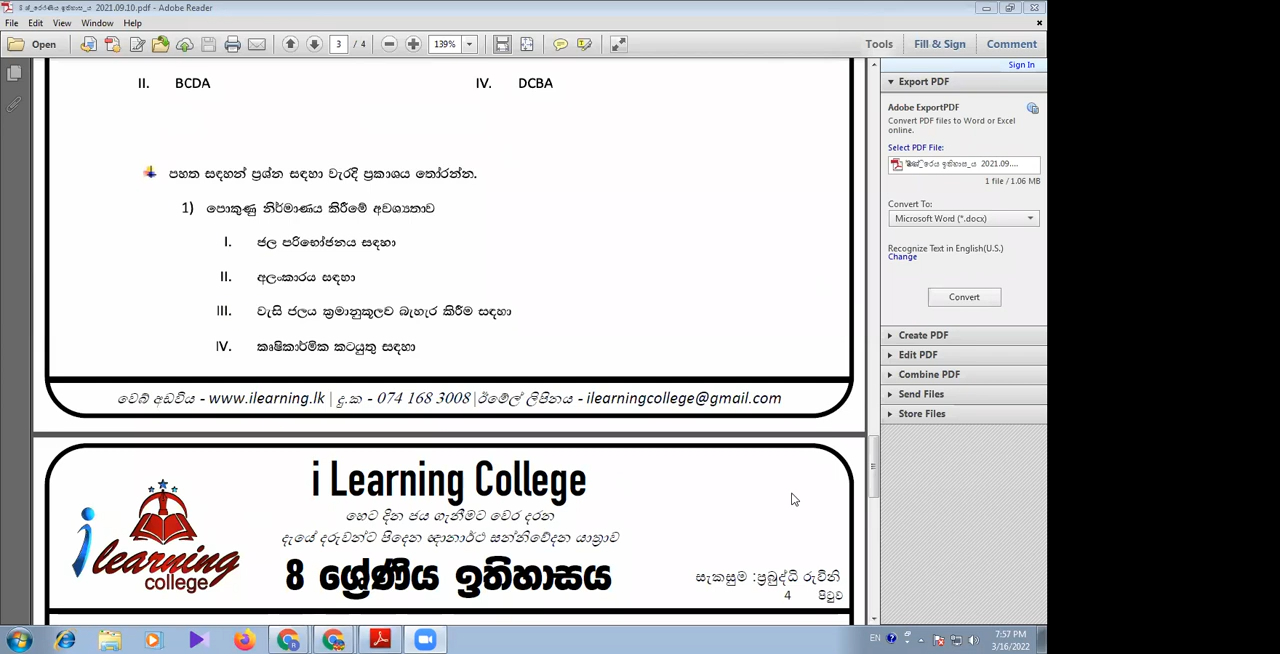 2021.09.10.pdf - Adobe Reader
File Edit View Window Help
Open 3 / 4 139% Tools Fill & Sign Comment
Sign In
II. BCDA IV. DCBA
පහත සඳහන් ප්‍රශ්න සඳහා වැරදි ප්‍රකාශය තෝරන්න.
1) පොකුණු නිර්මාණය කිරීමේ අවශ්‍යතාව
I. ජල පරිභෝජනය සඳහා
II. අලංකාරය සඳහා
III. වැසි ජලය ක්‍රමානුකූලව බැහැර කිරීම සඳහා
IV. කෘෂිකාර්මික කටයුතු සඳහා
වෙබ් අඩවිය - www.ilearning.lk | දු.ක - 074 168 3008 |ඊමේල් ලිපිනය - ilearningcollege@gmail.com
i Learning College
හෙට දින ජය ගැනීමට වෙර දරන
දැයේ දරුවන්ට පිදෙන ඥානාර්ථ සන්නිවේදන යාත්‍රාව
8 ශ්‍රේණිය ඉතිහාසය
සැකසුම :ප්‍රබුද්ධි රුවිනි
4 පිටුව
i learning
college
Export PDF
Adobe ExportPDF
Convert PDF files to Word or Excel
online.
Select PDF File:
2021.09....
1 file / 1.06 MB
Convert To:
Microsoft Word (*.docx)
Recognize Text in English(U.S.)
Change
Convert
Create PDF
Edit PDF
Combine PDF
Send Files
Store Files
EN
7:57 PM
3/16/2022